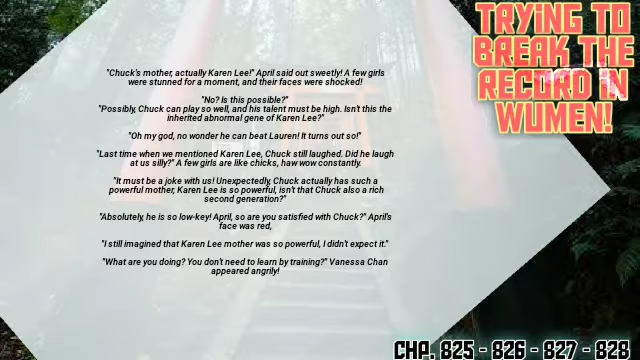 TRYING TO
BREAK THE
RECORD IN
WUMEN!
"Chuck's mother, actually Karen Lee!" April said out sweetly! A few girls
were stunned for a moment, and their faces were shocked!
"No? Is this possible?"
"Possibly, Chuck can play so well, and his talent must be high. Isn't this the
inherited abnormal gene of Karen Lee?"
"Oh my god, no wonder he can beat Lauren! It turns out so!"
"Last time when we mentioned Karen Lee, Chuck still laughed. Did he laugh
at us silly?" A few girls are like chicks, haw wow constantly.
"It must be a joke with us! Unexpectedly, Chuck actually has such a
powerful mother, Karen Lee is so powerful, isn't that Chuck also a rich
second generation?"
"Absolutely, he is so low-key! April, so are you satisfied with Chuck?" April's
face was red,
"I still imagined that Karen Lee mother was so powerful, I didn't expect it."
"What are you doing? You don't need to learn by training?" Vanessa Chan
appeared angrily!
CHP. 825 - 826 - 827 - 828